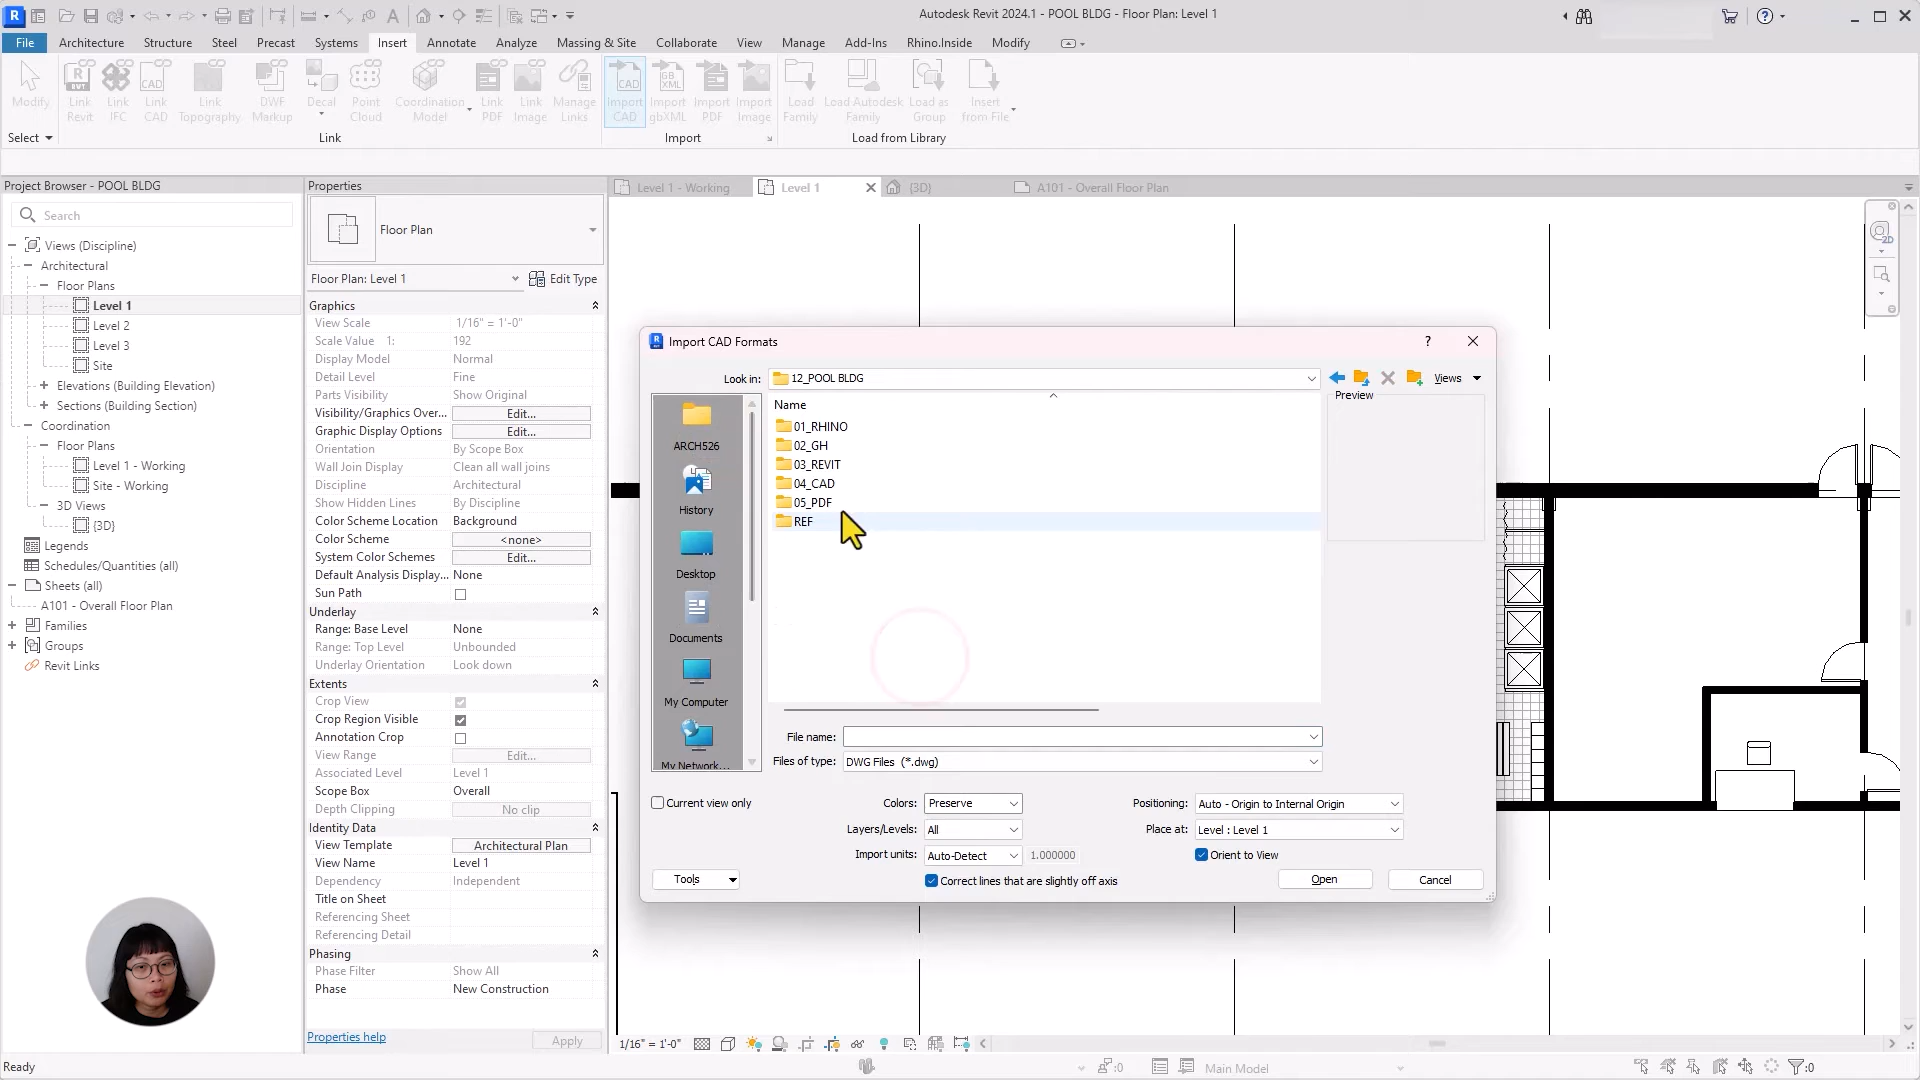 Autodesk Revit 2024.1 - POOL BLDG - Floor Plan: Level 1
File Architecture Structure Steel Precast Systems Insert Annotate Analyze Massing & Site Collaborate View Manage Add-Ins Rhino.Inside Modify
Modify
Link Revit
Link IFC
Link CAD
Link Topography
DWF Markup
Decal
Point Cloud
Coordination Model
Link PDF
Link Image
Manage Links
Import CAD
Import gbXML
Import PDF
Import Image
Load Family
Load Autodesk Family
Load as Group
Insert from File
Select
Link
Import
Load from Library
Project Browser - POOL BLDG
Search
Views (Discipline)
Architectural
Floor Plans
Level 1
Level 2
Level 3
Site
Elevations (Building Elevation)
Sections (Building Section)
Coordination
Floor Plans
Level 1 - Working
Site - Working
3D Views
{3D}
Legends
Schedules/Quantities (all)
Sheets (all)
A101 - Overall Floor Plan
Families
Groups
Revit Links
Properties
Floor Plan
Floor Plan: Level 1 Edit Type
Graphics
View Scale 1/16" = 1'-0"
Scale Value 1: 192
Display Model Normal
Detail Level Fine
Parts Visibility Show Original
Visibility/Graphics Over... Edit...
Graphic Display Options Edit...
Orientation By Scope Box
Wall Join Display Clean all wall joins
Discipline Architectural
Show Hidden Lines By Discipline
Color Scheme Location Background
Color Scheme <none>
System Color Schemes Edit...
Default Analysis Display... None
Sun Path
Underlay
Range: Base Level None
Range: Top Level Unbounded
Underlay Orientation Look down
Extents
Crop View
Crop Region Visible
Annotation Crop
View Range Edit...
Associated Level Level 1
Scope Box Overall
Depth Clipping No clip
Identity Data
View Template Architectural Plan
View Name Level 1
Dependency Independent
Title on Sheet
Referencing Sheet
Referencing Detail
Phasing
Phase Filter Show All
Phase New Construction
Properties help Apply
Level 1 - Working Level 1 {3D} A101 - Overall Floor Plan
2D
Import CAD Formats
Look in: 12_POOL BLDG Views
Name
Preview
01_RHINO
02_GH
03_REVIT
04_CAD
05_PDF
REF
ARCH526
History
Desktop
Documents
My Computer
My Network...
File name:
Files of type: DWG Files (*.dwg)
Current view only
Colors: Preserve
Layers/Levels: All
Import units: Auto-Detect 1.000000
Correct lines that are slightly off axis
Positioning: Auto - Origin to Internal Origin
Place at: Level : Level 1
Orient to View
Tools
Open
Cancel
1/16" = 1'-0"
Ready
:0
Main Model
:0